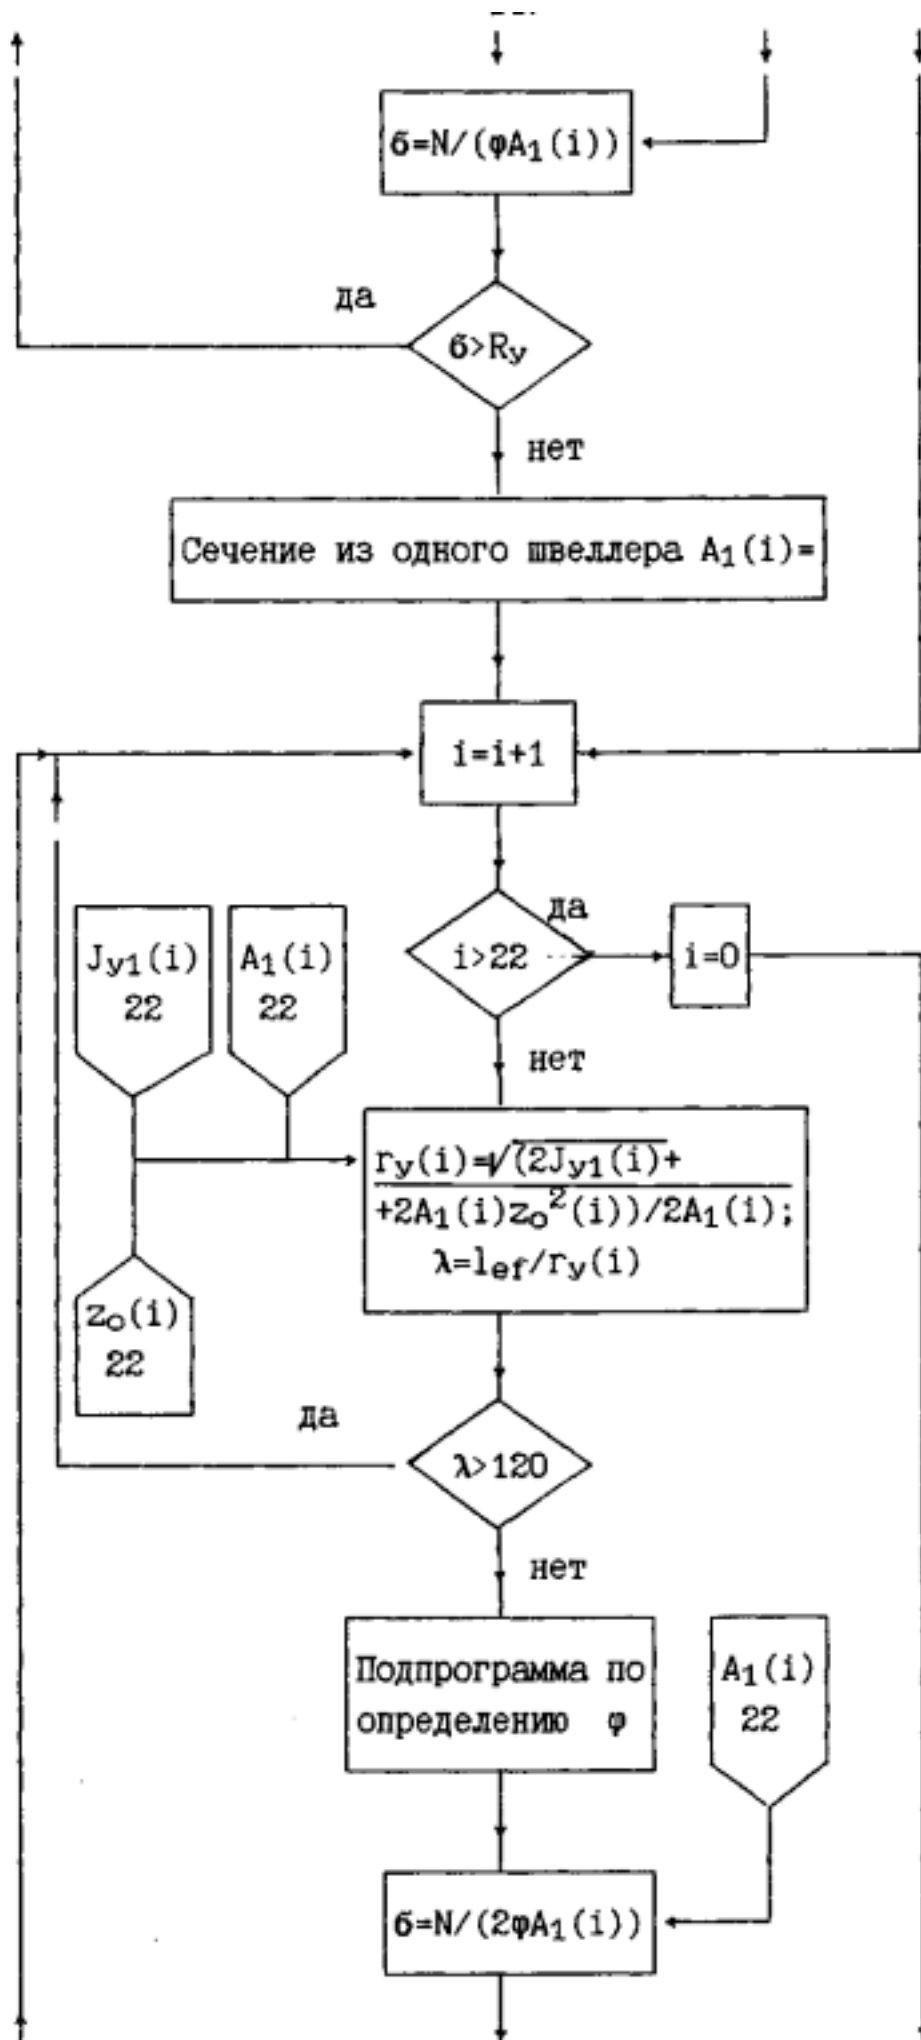 б=N/(φA₁(i))
да
б>Rу
нет
Сечение из одного швеллера A₁(i)=
i=i+1
да
Jy1(i)
22
A₁(i)
22
i>22
i=0
нет
ry(i)=√(2Jy1(i)+
+2A₁(i)zo²(i))/2A₁(i);
λ=lef/ry(i)
zo(i)
22
да
λ>120
нет
Подпрограмма по
определению φ
A₁(i)
22
б=N/(2φA₁(i))